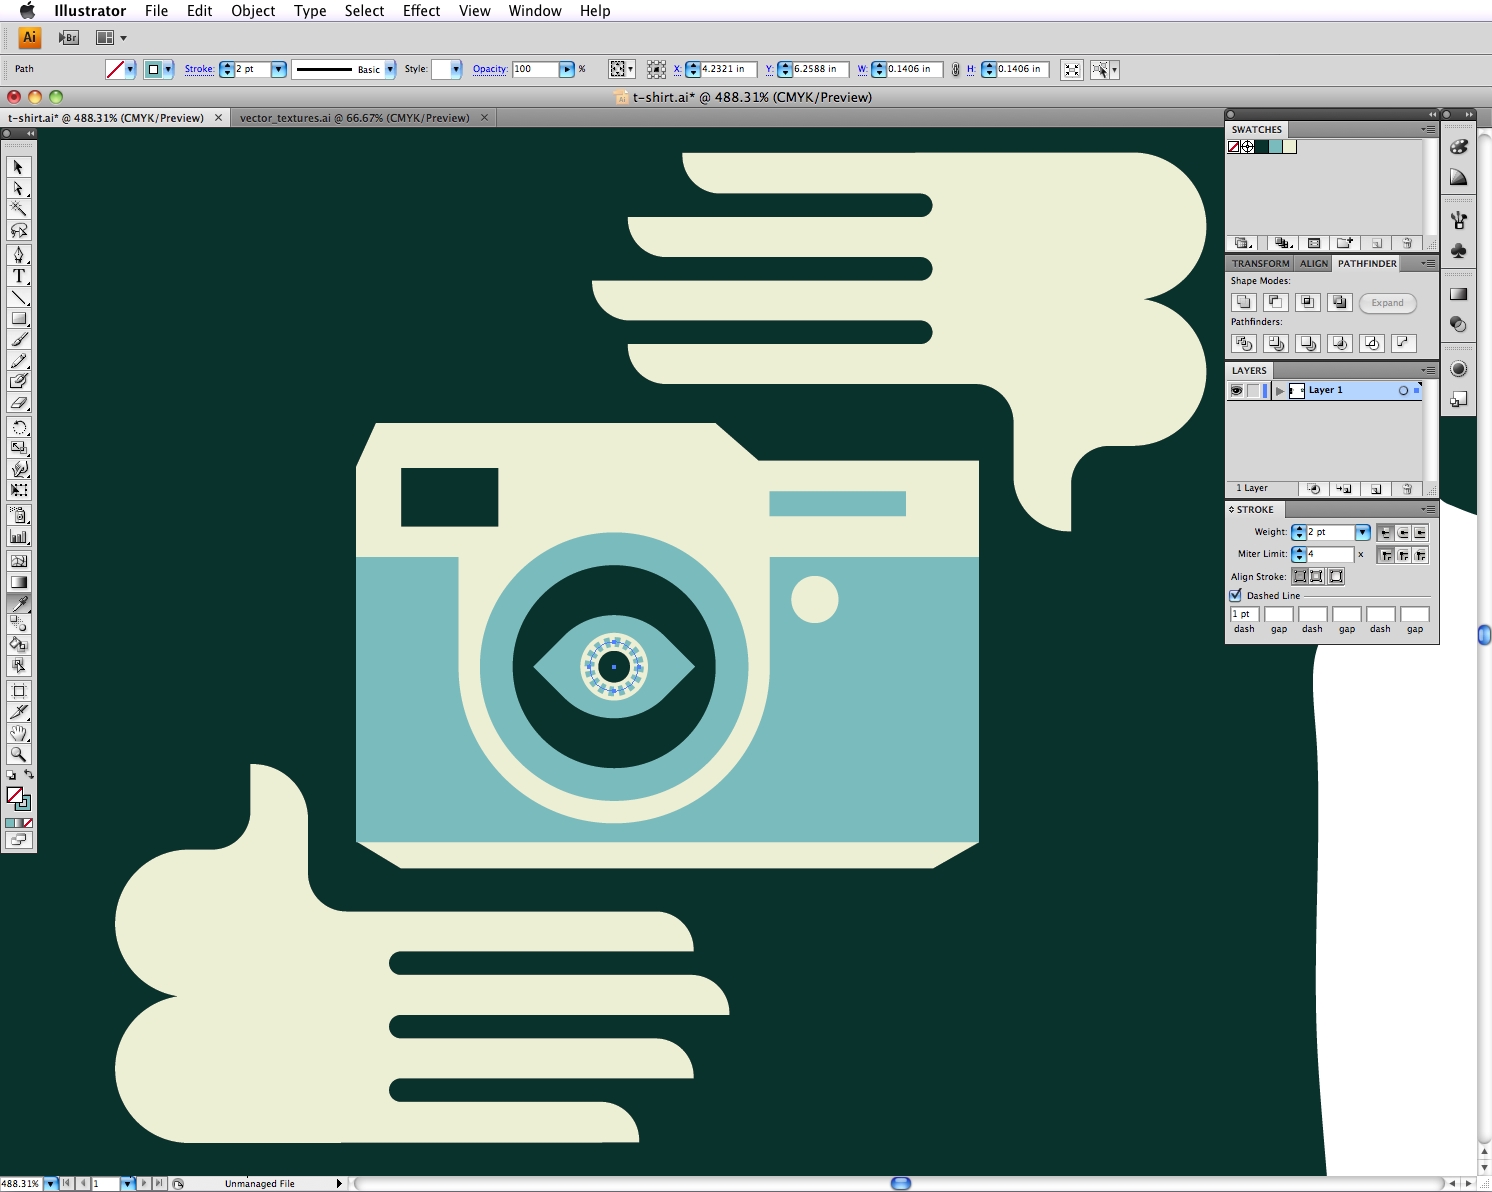 Illustrator File Edit Object Type Select Effect View Window Help
Ai Br
Path Stroke: 2 pt Basic Style: Opacity: 100 % X: 4.2321 in Y: 6.2588 in W: 0.1406 in H: 0.1406 in
t-shirt.ai* @ 488.31% (CMYK/Preview)
t-shirt.ai* @ 488.31% (CMYK/Preview) × vector_textures.ai @ 66.67% (CMYK/Preview) ×
SWATCHES
TRANSFORM ALIGN PATHFINDER
Shape Modes:
Expand
Pathfinders:
LAYERS
Layer 1
1 Layer
STROKE
Weight: 2 pt
Miter Limit: 4 x
Align Stroke:
Dashed Line
1 pt
dash gap dash gap dash gap
T
488.31% 1 Unmanaged File